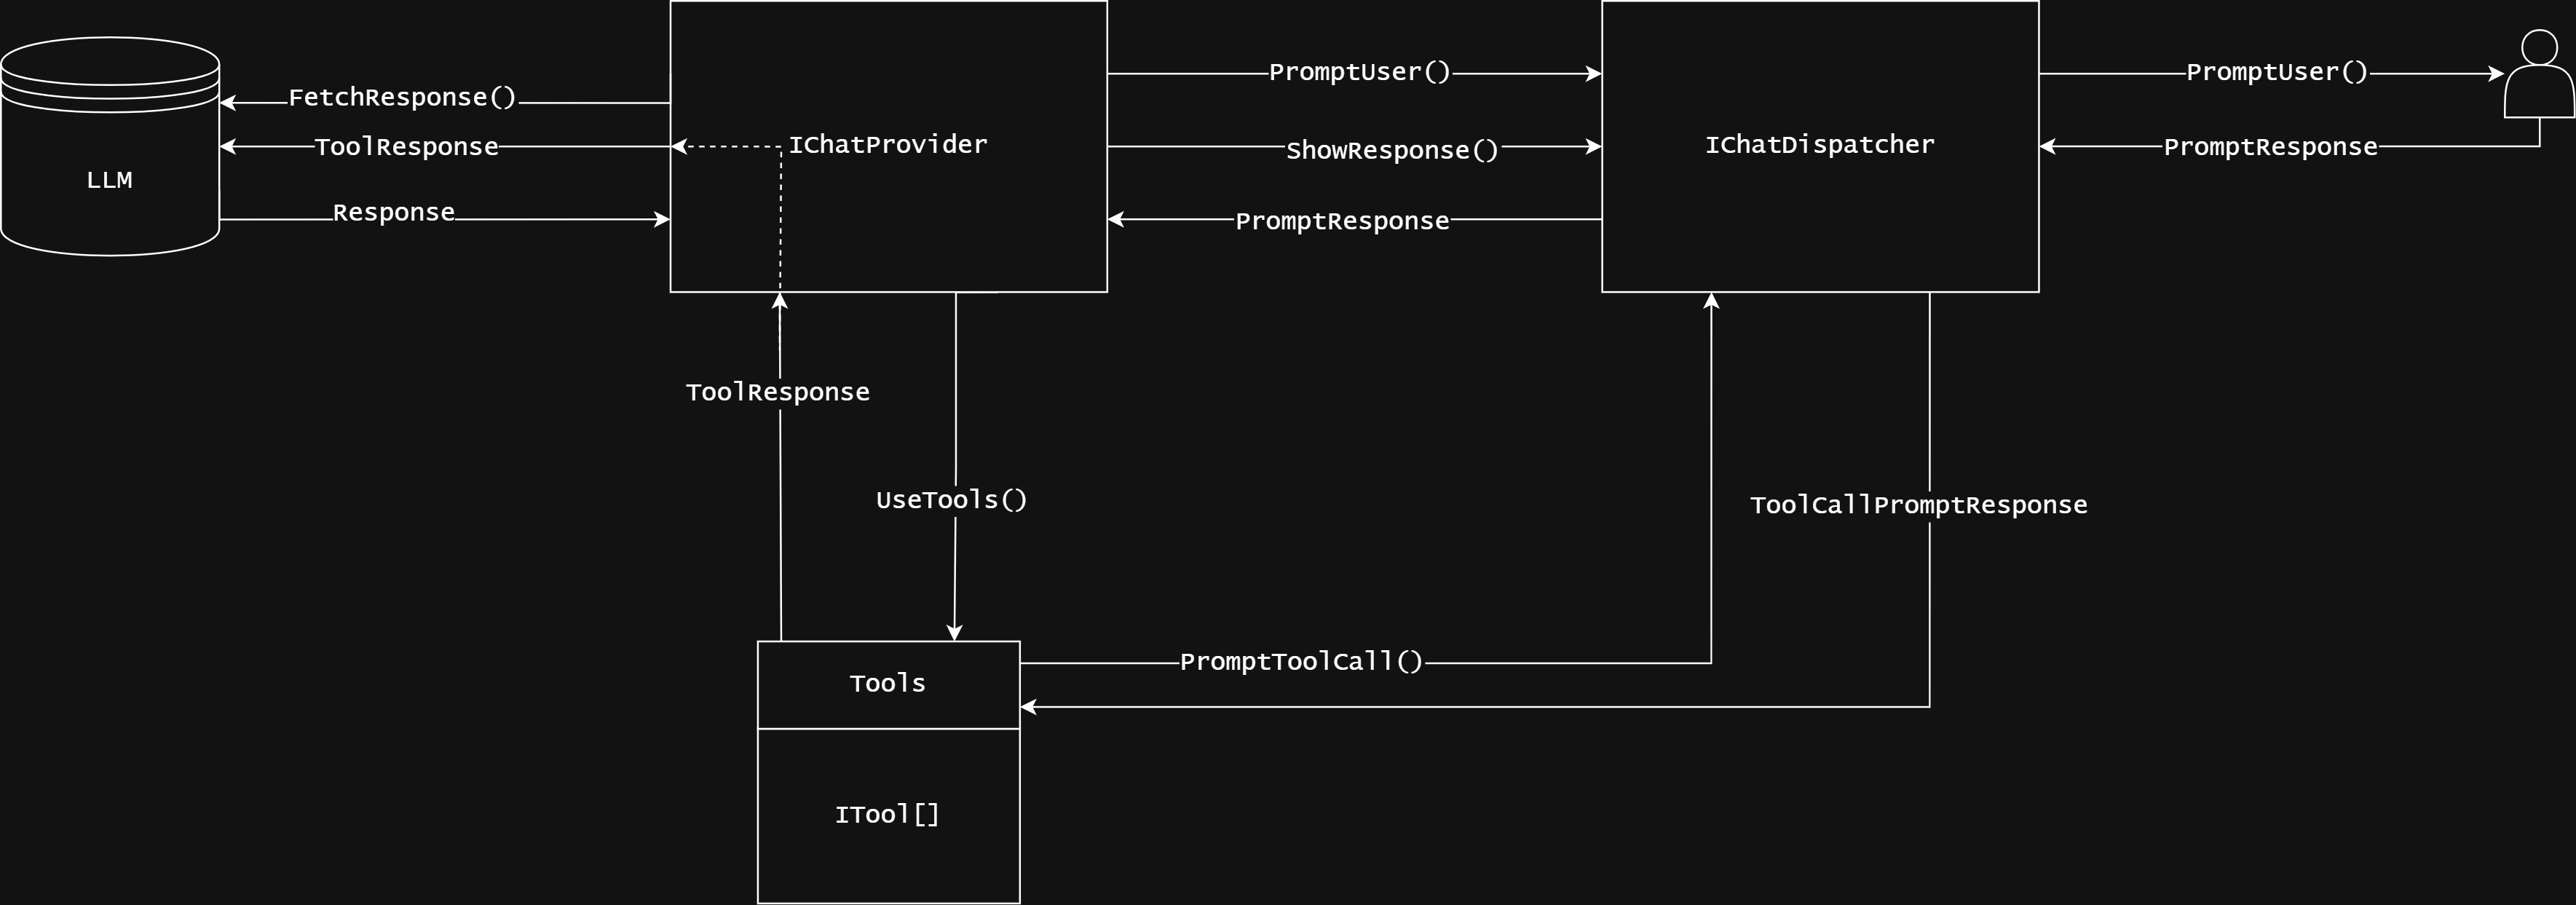 PromptUser()
PromptUser()
FetchResponse()
IChatProvider
IChatDispatcher
ToolResponse
ShowResponse()
PromptResponse
LLM
Response
PromptResponse
ToolResponse
UseTools()
ToolCallPromptResponse
PromptToolCall()
Tools
ITool[]